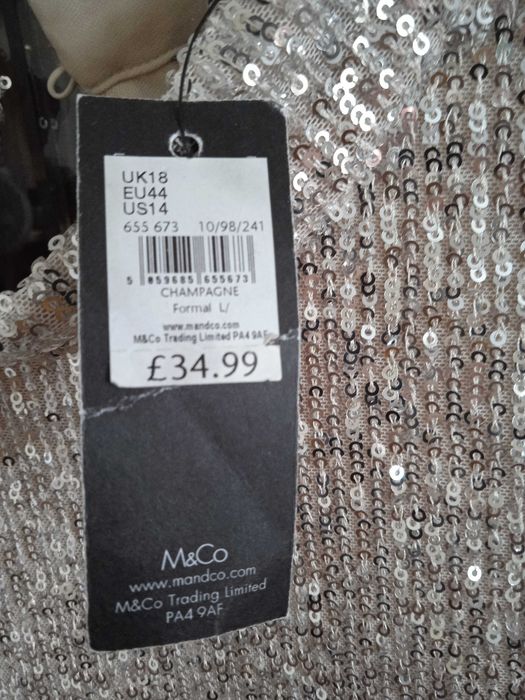 UK18
EU44
US14
655 673 10/98/241
5 859685 655673
CHAMPAGNE
Formal L/
www.mandco.com
M&Co Trading Limited PA4 9AF
£34.99
M&Co
www.mandco.com
M&Co Trading Limited
PA4 9AF